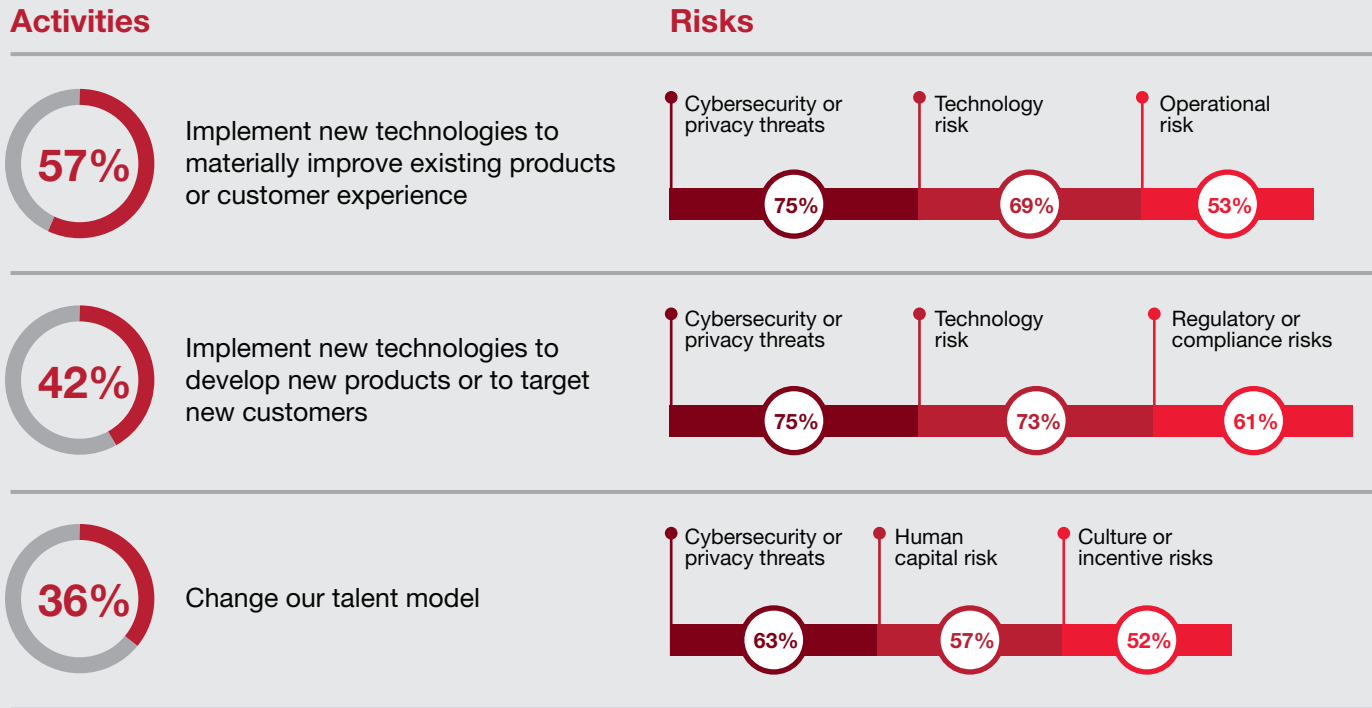 Activities
Risks
57%
Implement new technologies to
materially improve existing products
or customer experience
Cybersecurity or
privacy threats
Technology
risk
Operational
risk
75%
69%
53%
42%
Implement new technologies to
develop new products or to target
new customers
Cybersecurity or
privacy threats
Technology
risk
Regulatory or
compliance risks
75%
73%
61%
36%
Change our talent model
Cybersecurity or
privacy threats
Human
capital risk
Culture or
incentive risks
63%
57%
52%